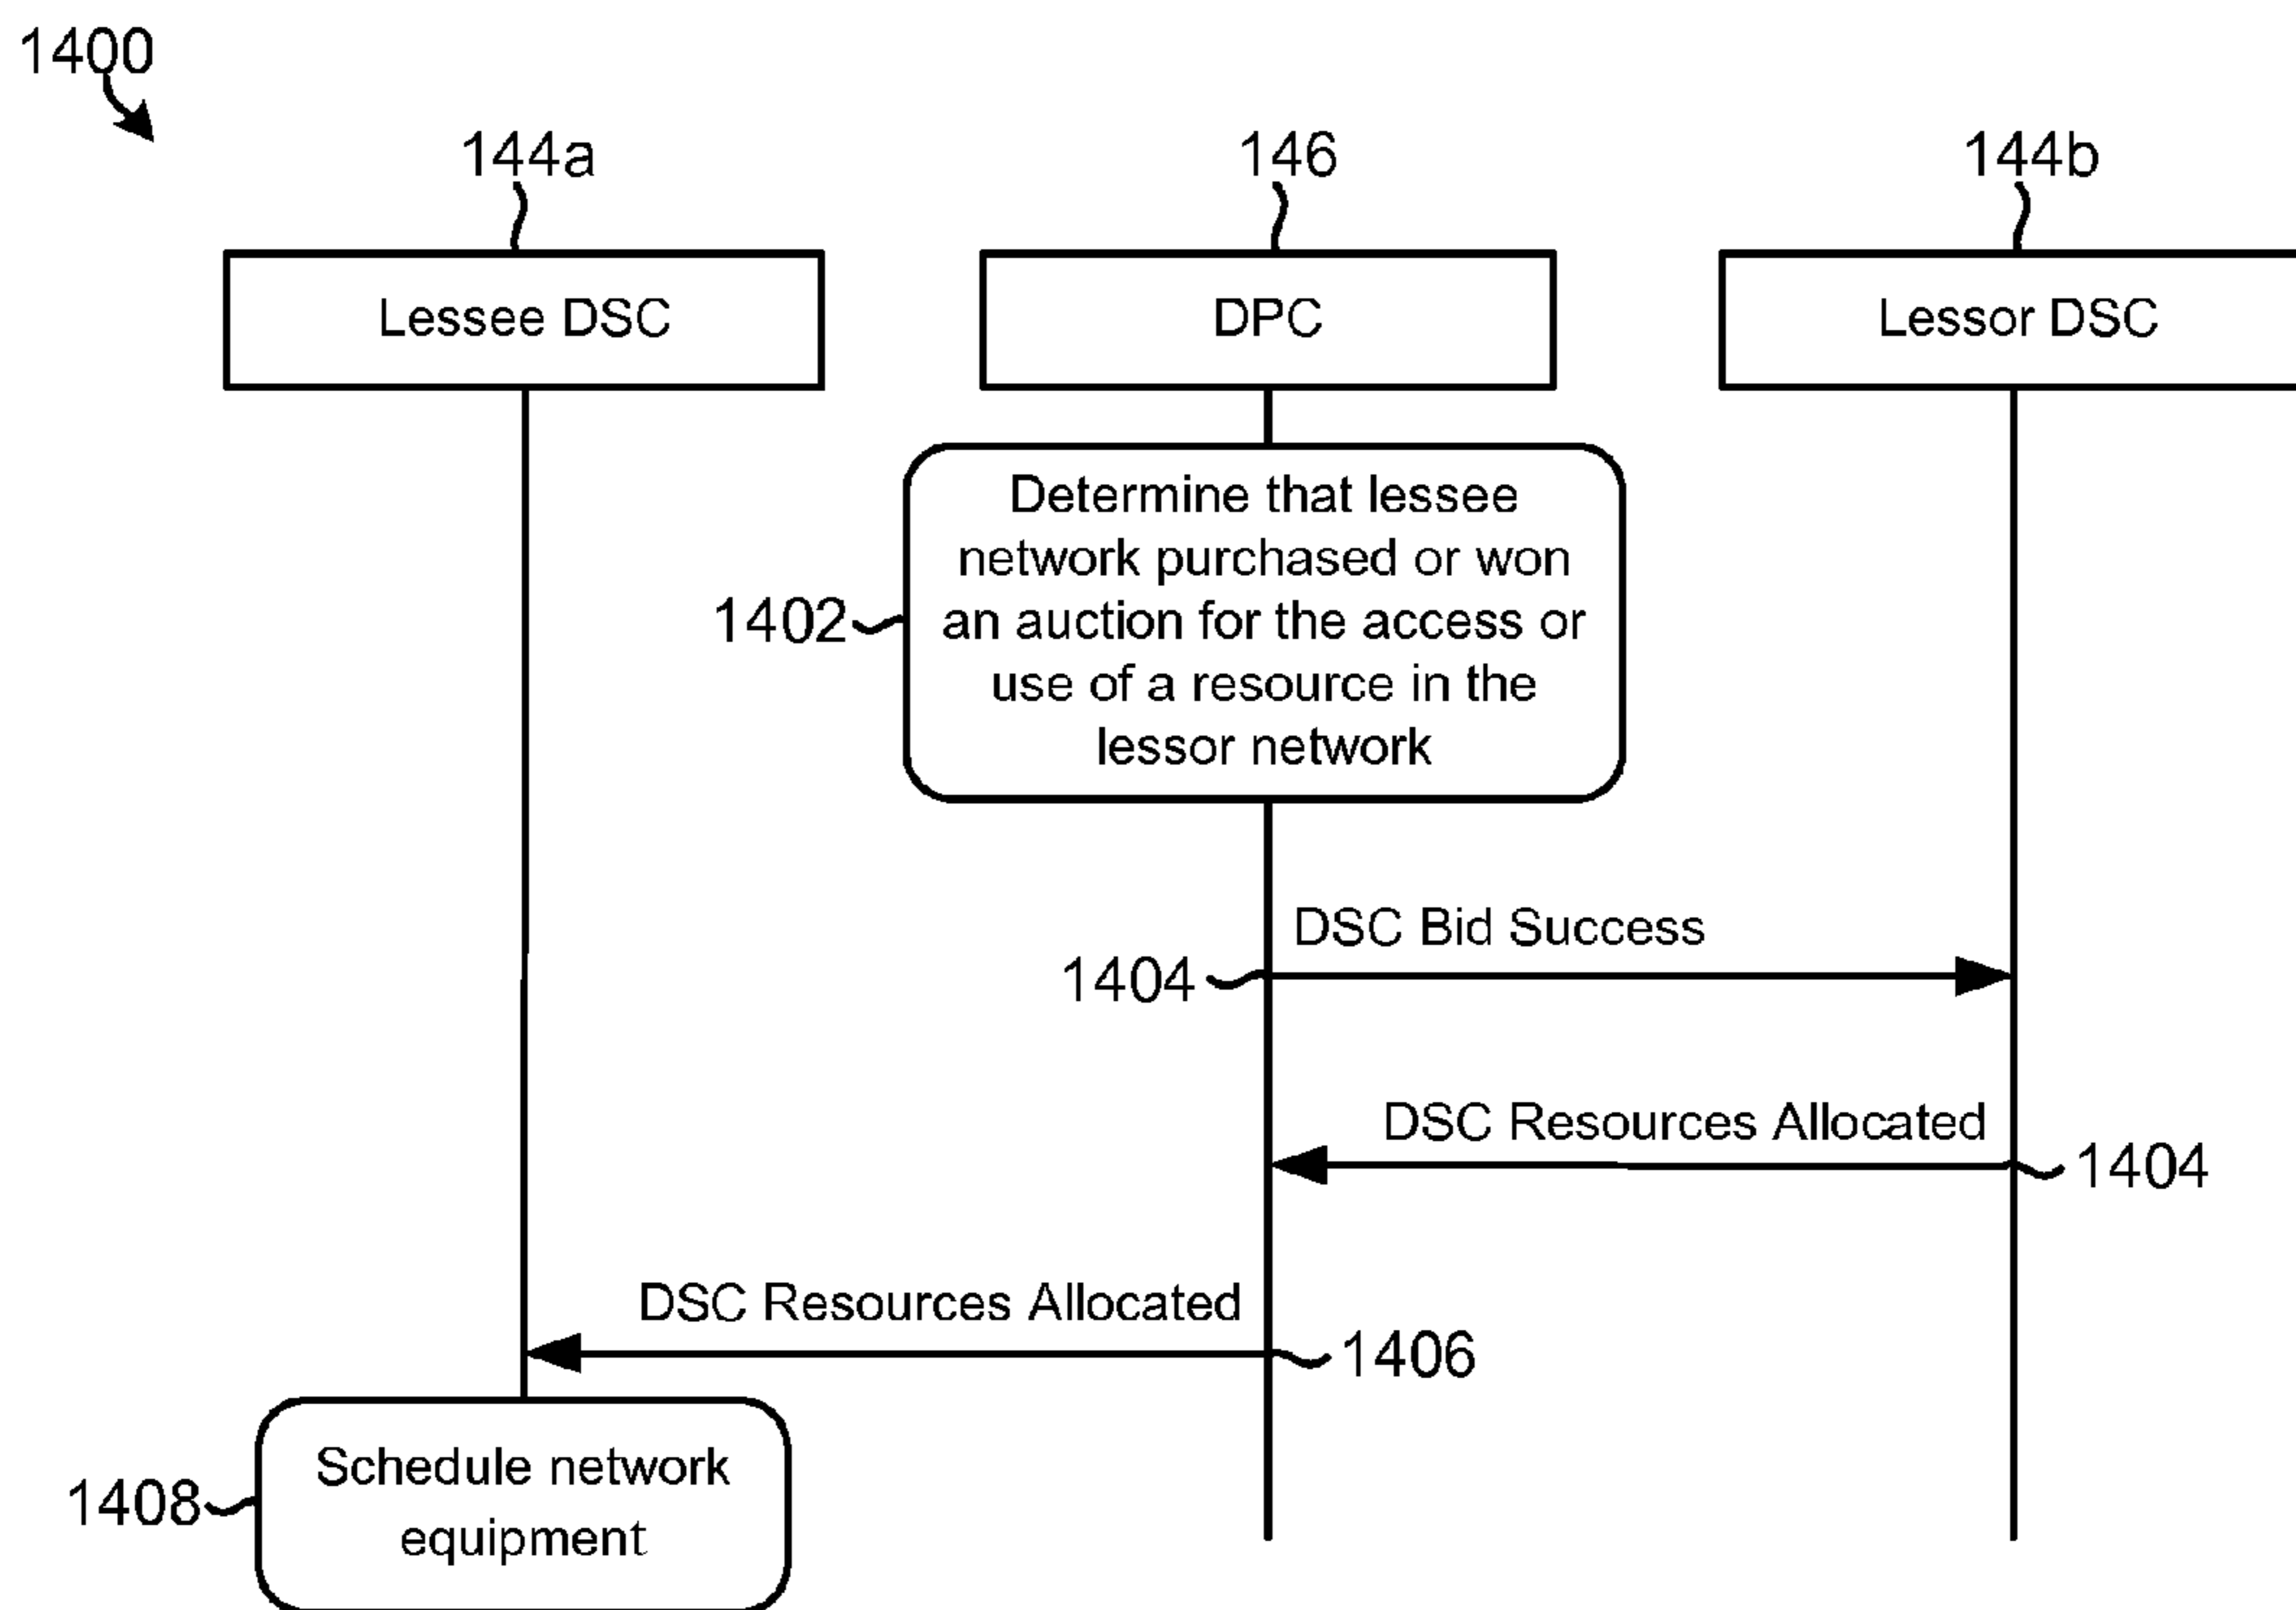 1400
144a
146
144b
Lessee DSC
DPC
Lessor DSC
Determine that lessee
network purchased or won
an auction for the access or
use of a resource in the
lessor network
1402
DSC Bid Success
1404
DSC Resources Allocated
1404
DSC Resources Allocated
1406
Schedule network
equipment
1408